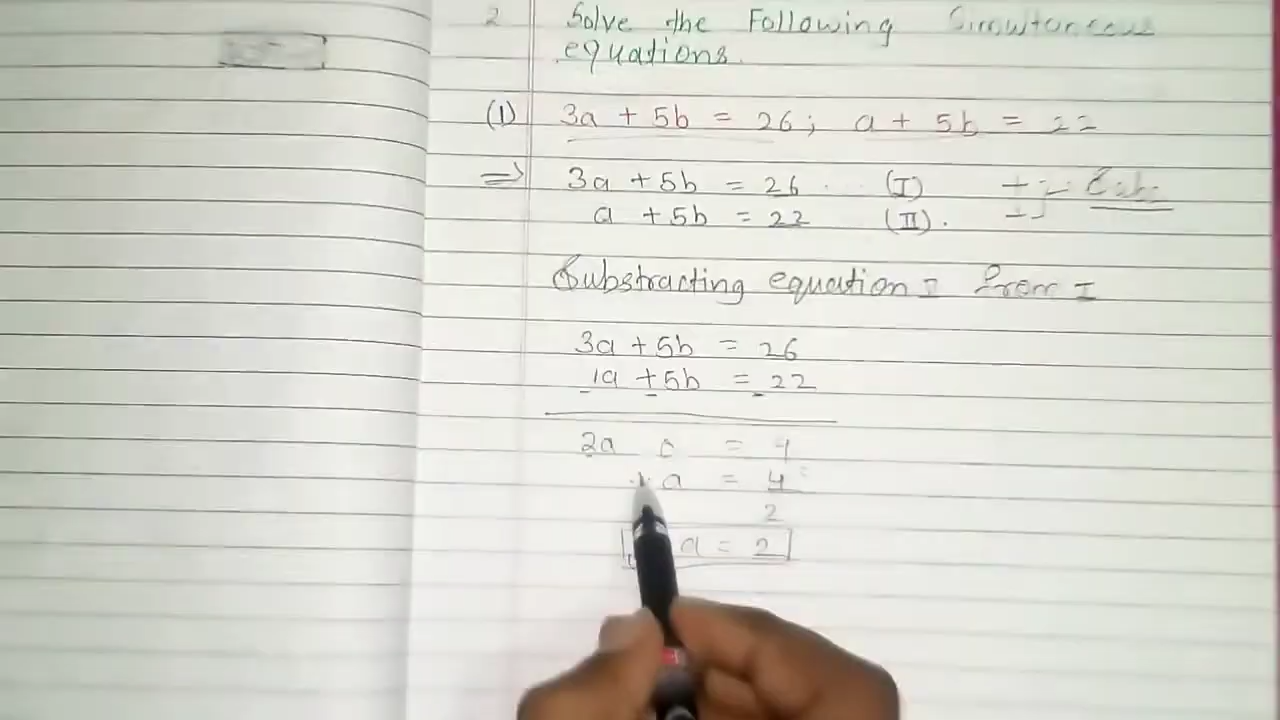 2 Solve the Following Simultaneous
equations.
(1) 3a + 5b = 26; a + 5b = 22
⇒ 3a + 5b = 26 (I)
a + 5b = 22 (II).
Substracting equation I From I
3a + 5b = 26
1a + 5b = 22
- - -
2a 0 = 4
a = 4
2
a = 2